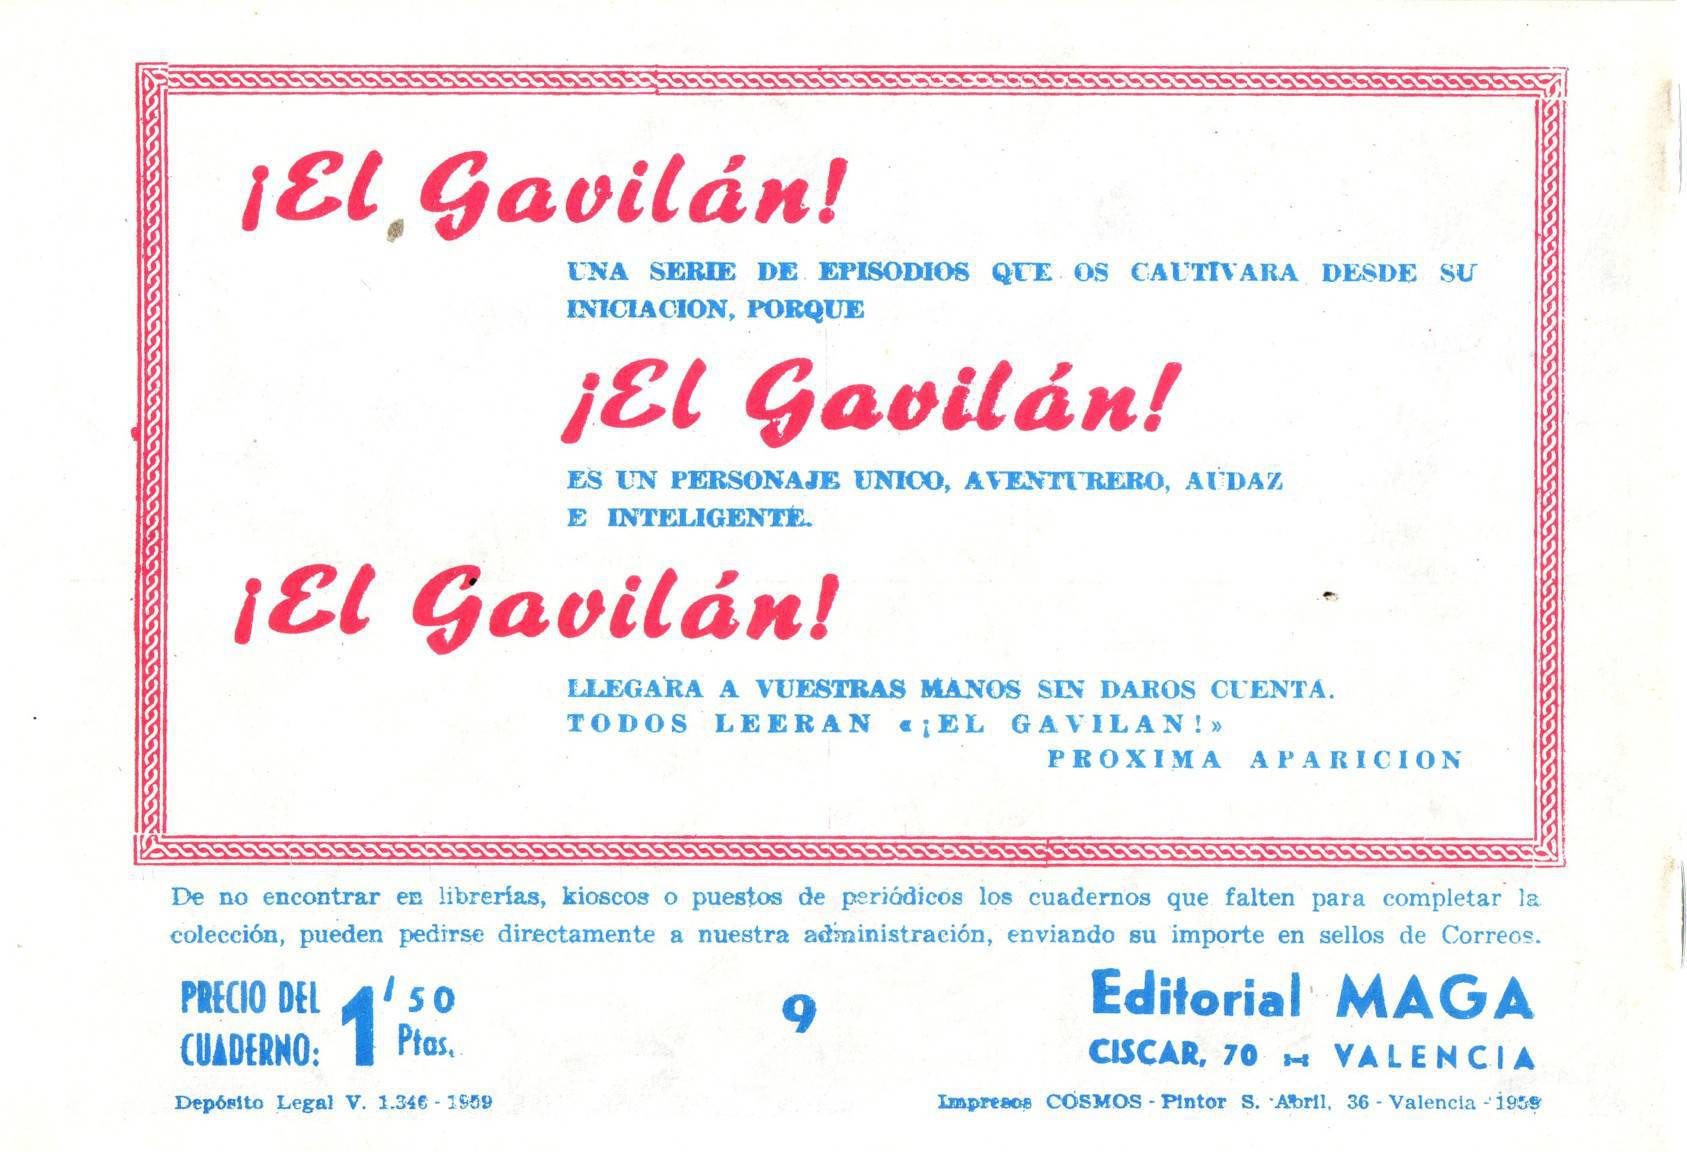 ¡El Gavilán!
UNA SERIE DE EPISODIOS QUE OS CAUTIVARA DESDE SU
INICIACION, PORQUE
¡El Gavilán!
ES UN PERSONAJE UNICO, AVENTURERO, AUDAZ
E INTELIGENTE.
¡El Gavilán!
LLEGARA A VUESTRAS MANOS SIN DAROS CUENTA.
TODOS LEERAN «¡EL GAVILAN!»
PROXIMA APARICION
De no encontrar en librerías, kioscos o puestos de periódicos los cuadernos que falten para completar la
colección, pueden pedirse directamente a nuestra administración, enviando su importe en sellos de Correos.
PRECIO DEL
CUADERNO:
1'50
Ptas.
9
Editorial MAGA
CISCAR, 70 - VALENCIA
Depósito Legal V. 1.346 - 1959
Impresos COSMOS - Pintor S. Abril, 36 - Valencia - 1959